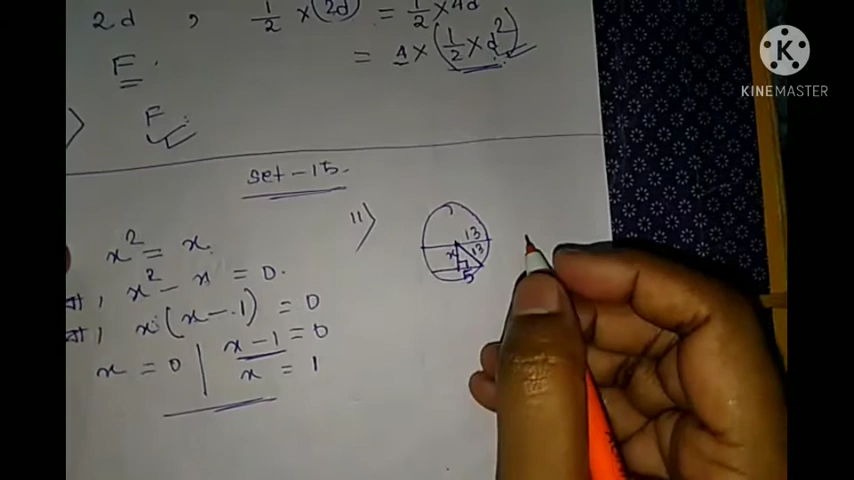 2d , 1/2 × (2d)² = 1/2 × 4d
F. = 4 × (1/2 × d²)
> F
set - 15.
x² = x
বা, x² - x = 0.
বা, x(x - 1) = 0
x = 0 | x - 1 = 0
x = 1
11>
13
x 13
5
K
KINEMASTER